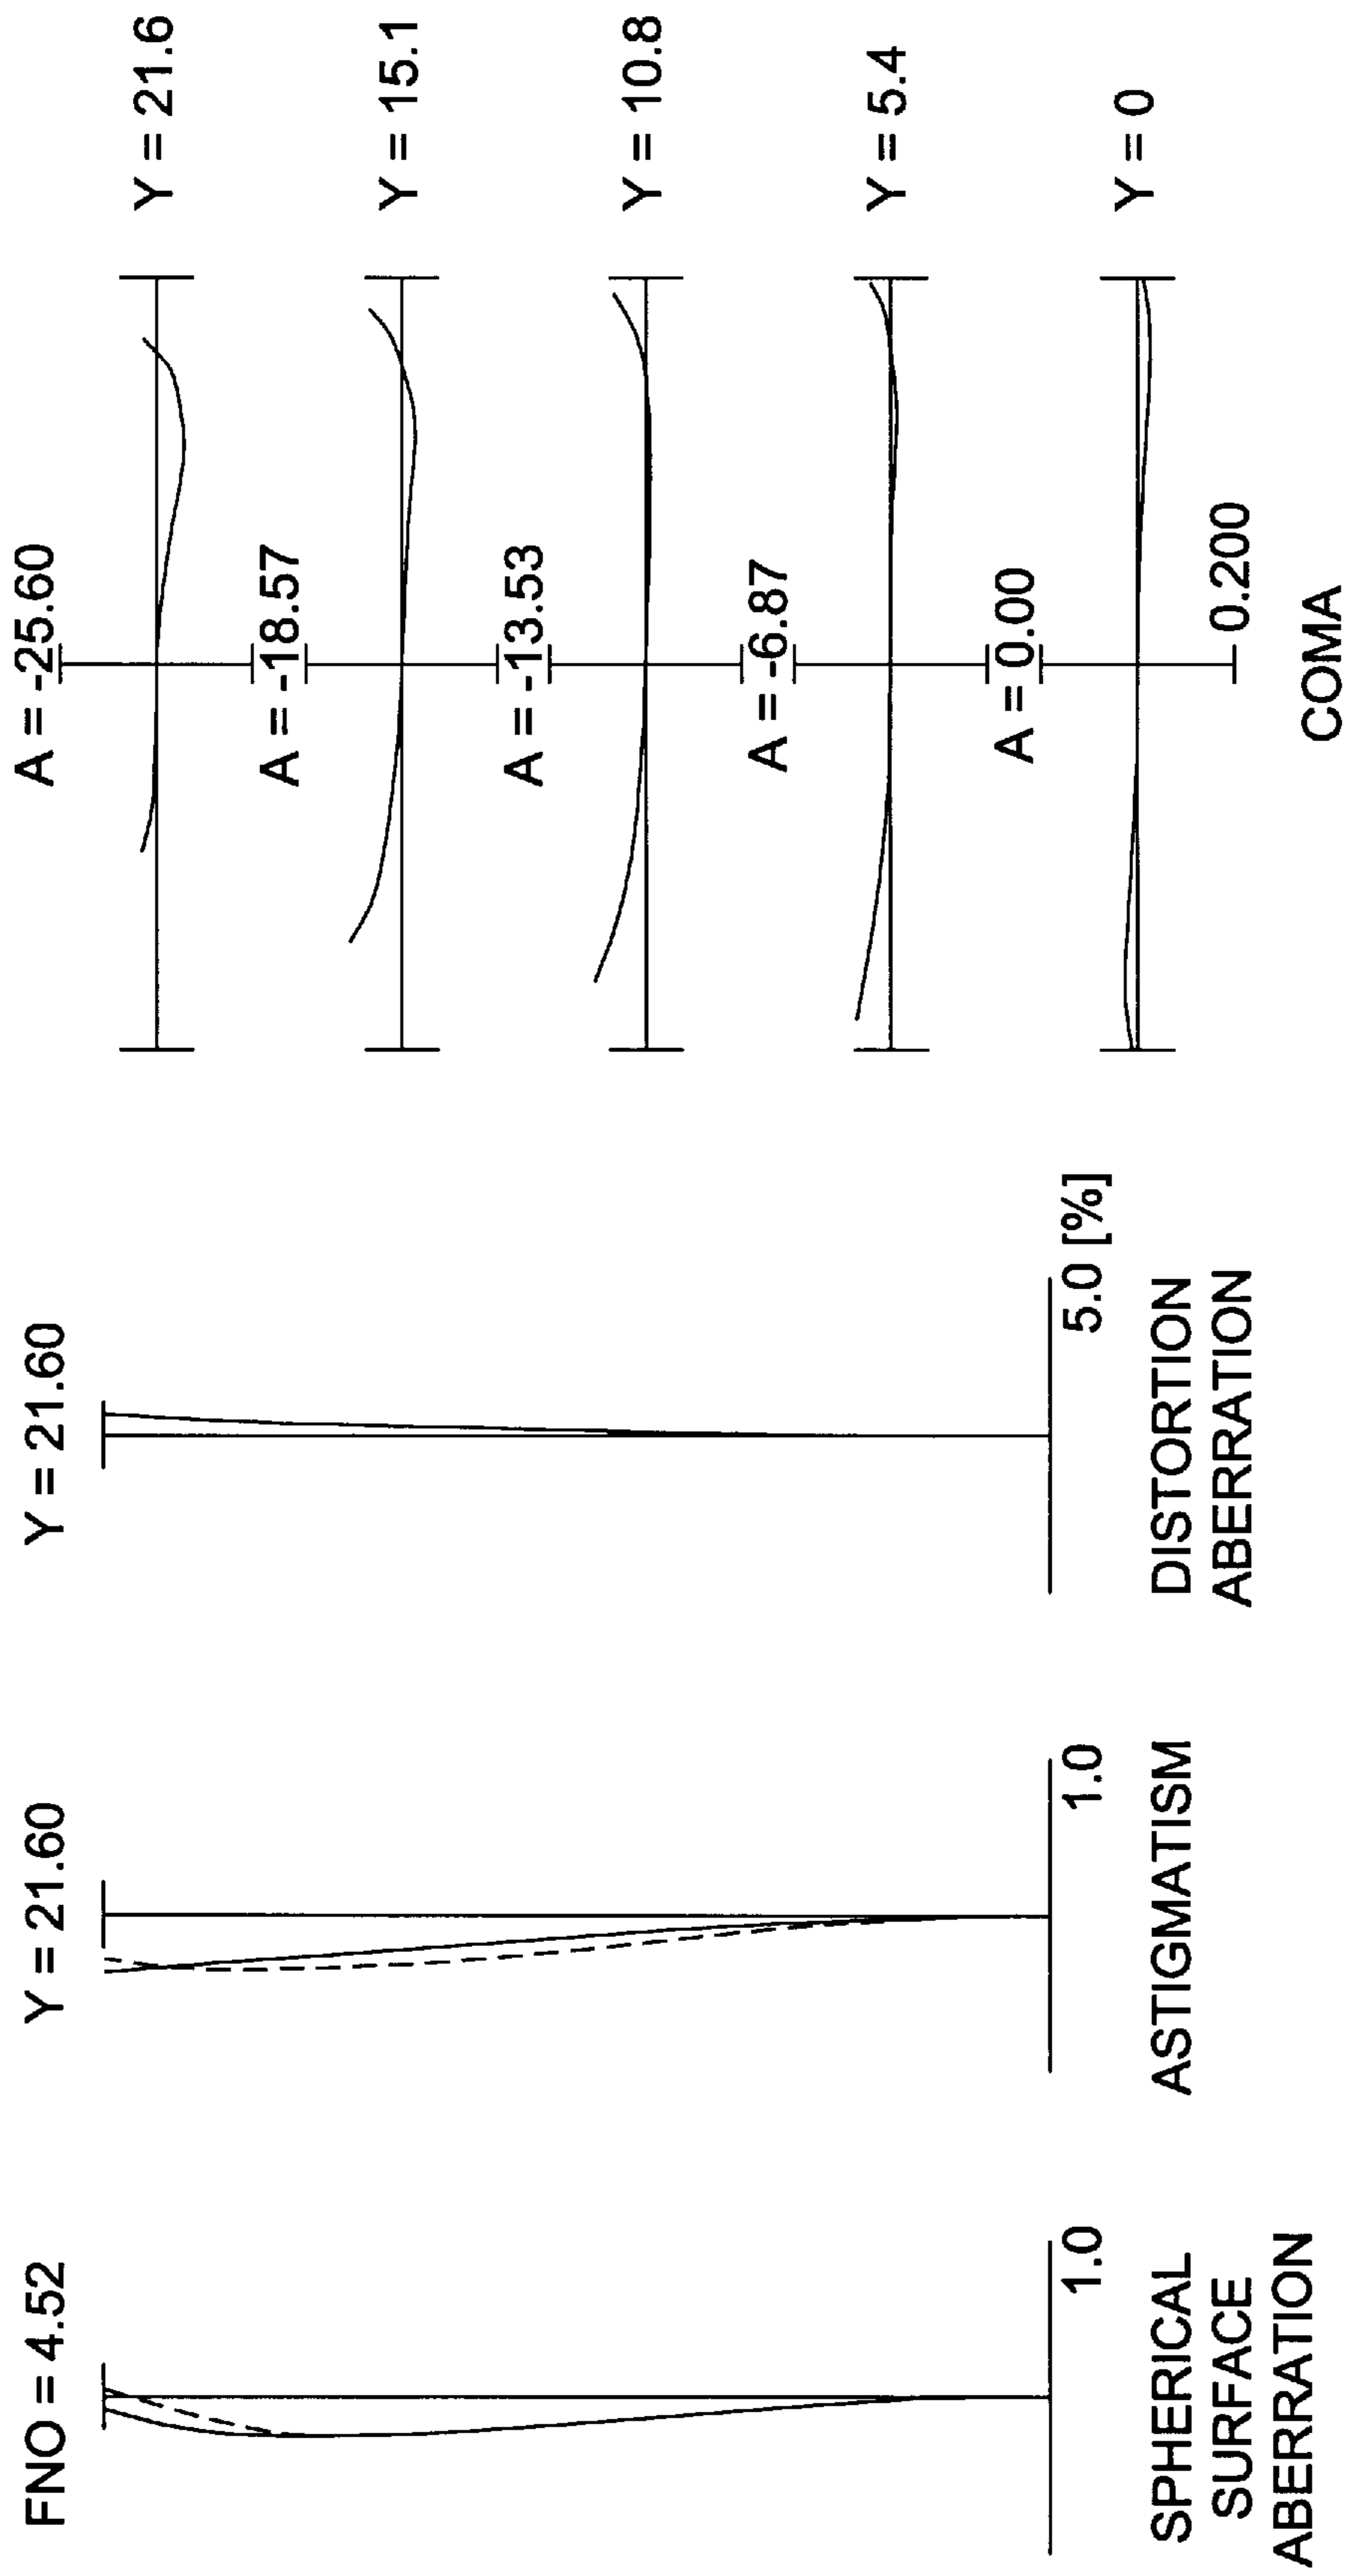 FNO = 4.52
1.0
SPHERICAL
SURFACE
ABERRATION
Y = 21.60
1.0
ASTIGMATISM
Y = 21.60
5.0 [%]
DISTORTION
ABERRATION
A = -25.60
Y = 21.6
A = -18.57
Y = 15.1
A = -13.53
Y = 10.8
A = -6.87
Y = 5.4
A = 0.00
Y = 0
0.200
COMA